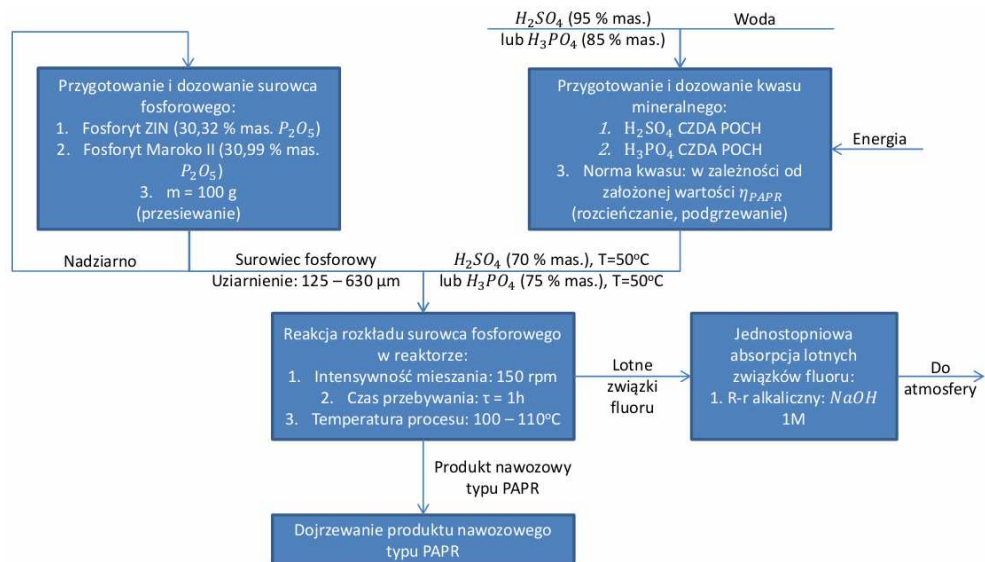 H₂SO₄ (95 % mas.)
lub H₃PO₄ (85 % mas.)
Woda
Przygotowanie i dozowanie surowca
fosforowego:
1. Fosforyt ZIN (30,32 % mas. P₂O₅)
2. Fosforyt Maroko II (30,99 % mas.
P₂O₅)
3. m = 100 g
(przesiewanie)
Przygotowanie i dozowanie kwasu
mineralnego:
1. H₂SO₄ CZDA POCH
2. H₃PO₄ CZDA POCH
3. Norma kwasu: w zależności od
założonej wartości η_PAPR
(rozcieńczanie, podgrzewanie)
Energia
Nadziarno
Surowiec fosforowy
Uziarnienie: 125 – 630 μm
H₂SO₄ (70 % mas.), T=50°C
lub H₃PO₄ (75 % mas.), T=50°C
Reakcja rozkładu surowca fosforowego
w reaktorze:
1. Intensywność mieszania: 150 rpm
2. Czas przebywania: τ = 1h
3. Temperatura procesu: 100 – 110°C
Lotne
związki
fluoru
Jednostopniowa
absorpcja lotnych
związków fluoru:
1. R-r alkaliczny: NaOH
1M
Do
atmosfery
Produkt nawozowy
typu PAPR
Dojrzewanie produktu nawozowego
typu PAPR